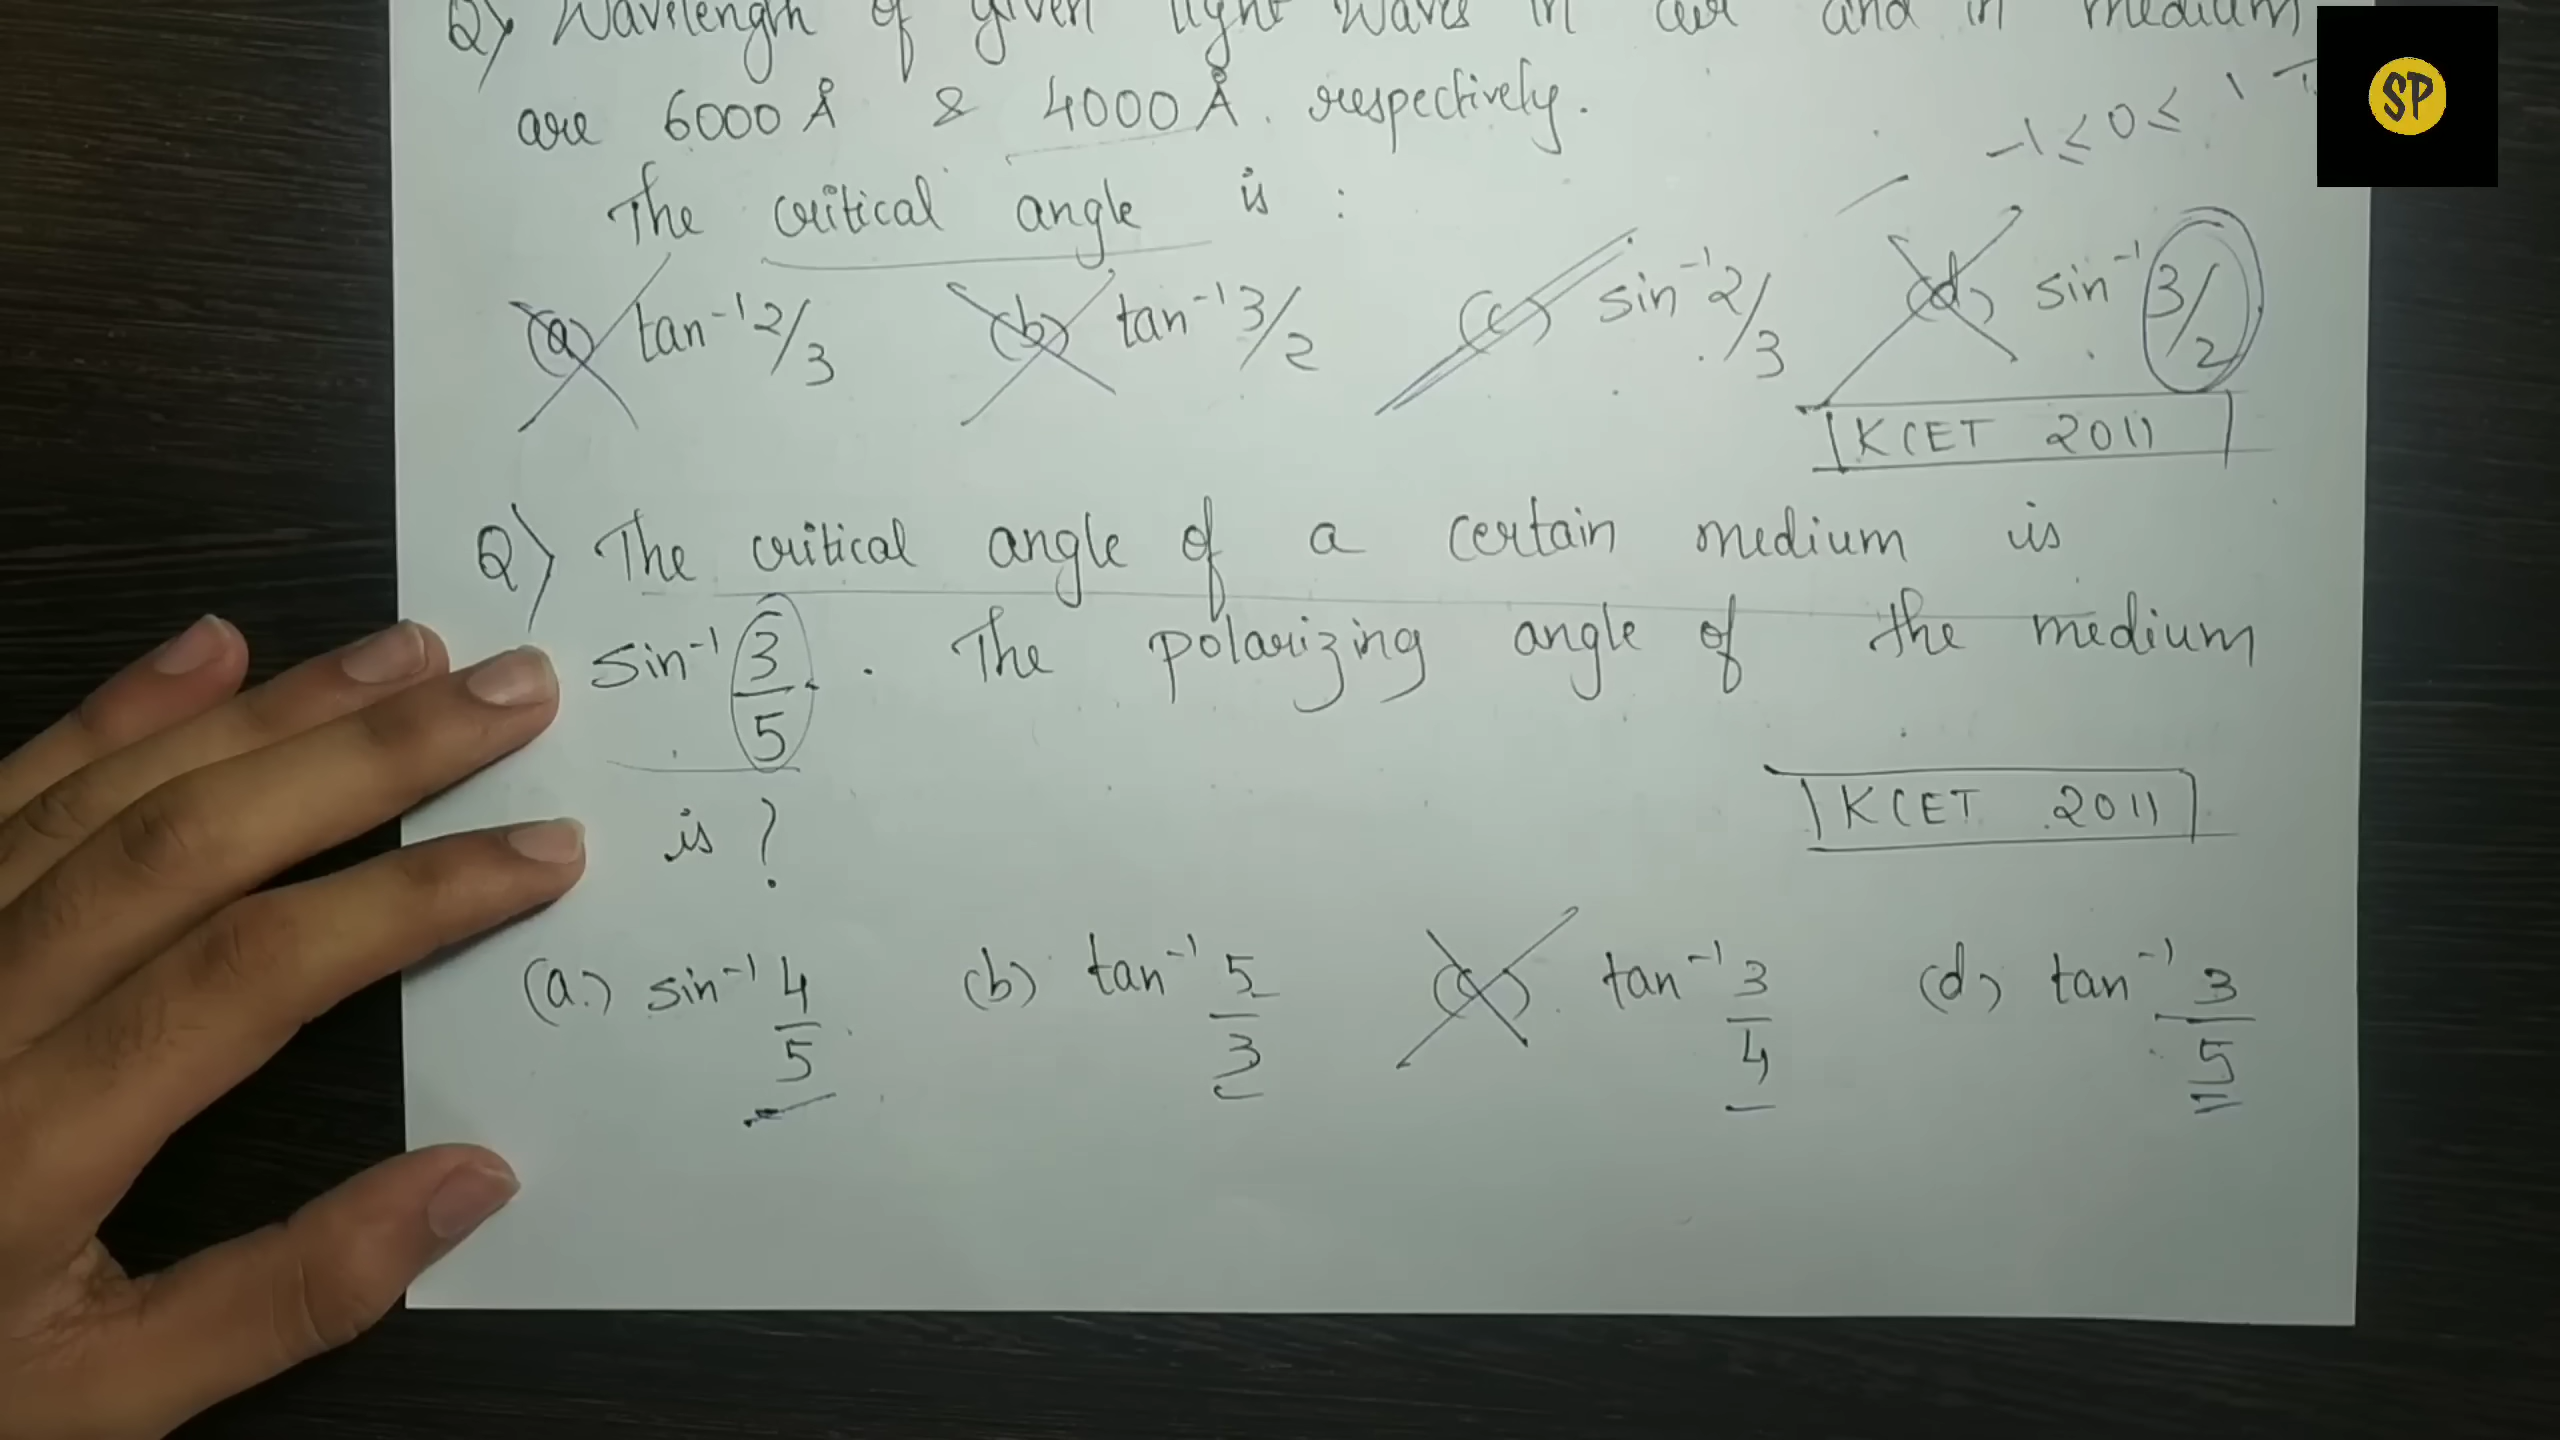 Q) Wavelength of given light waves in air and in medium
are 6000 Å & 4000 Å. respectively.
-1 ≤ 0 ≤ 1
The critical angle is :
(a) tan⁻¹ 2/3 (b) tan⁻¹ 3/2 (c) sin⁻¹ 2/3 (d) sin⁻¹ 3/2
KCET 2011
Q) The critical angle of a certain medium is
sin⁻¹ 3/5 . The polarizing angle of the medium
is ?
KCET 2011
(a.) sin⁻¹ 4/5 (b) tan⁻¹ 5/3 (c) tan⁻¹ 3/4 (d) tan⁻¹ 3/5
SP